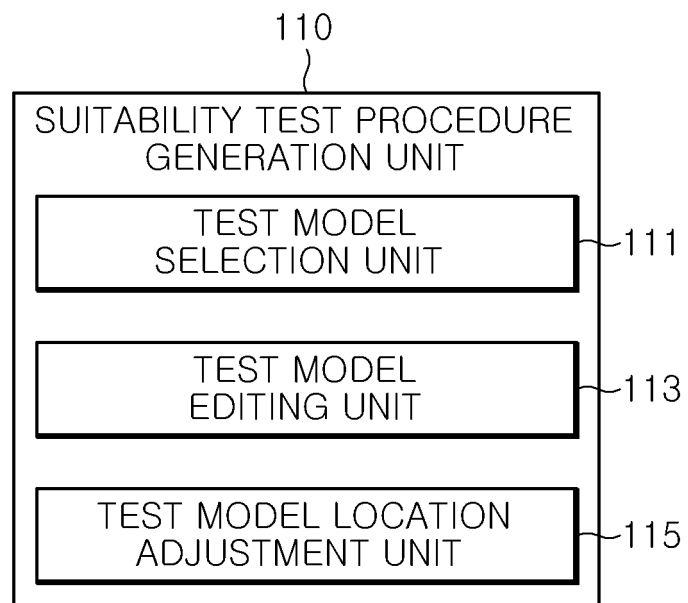 110
SUITABILITY TEST PROCEDURE
GENERATION UNIT
TEST MODEL
SELECTION UNIT
111
TEST MODEL
EDITING UNIT
113
TEST MODEL LOCATION
ADJUSTMENT UNIT
115